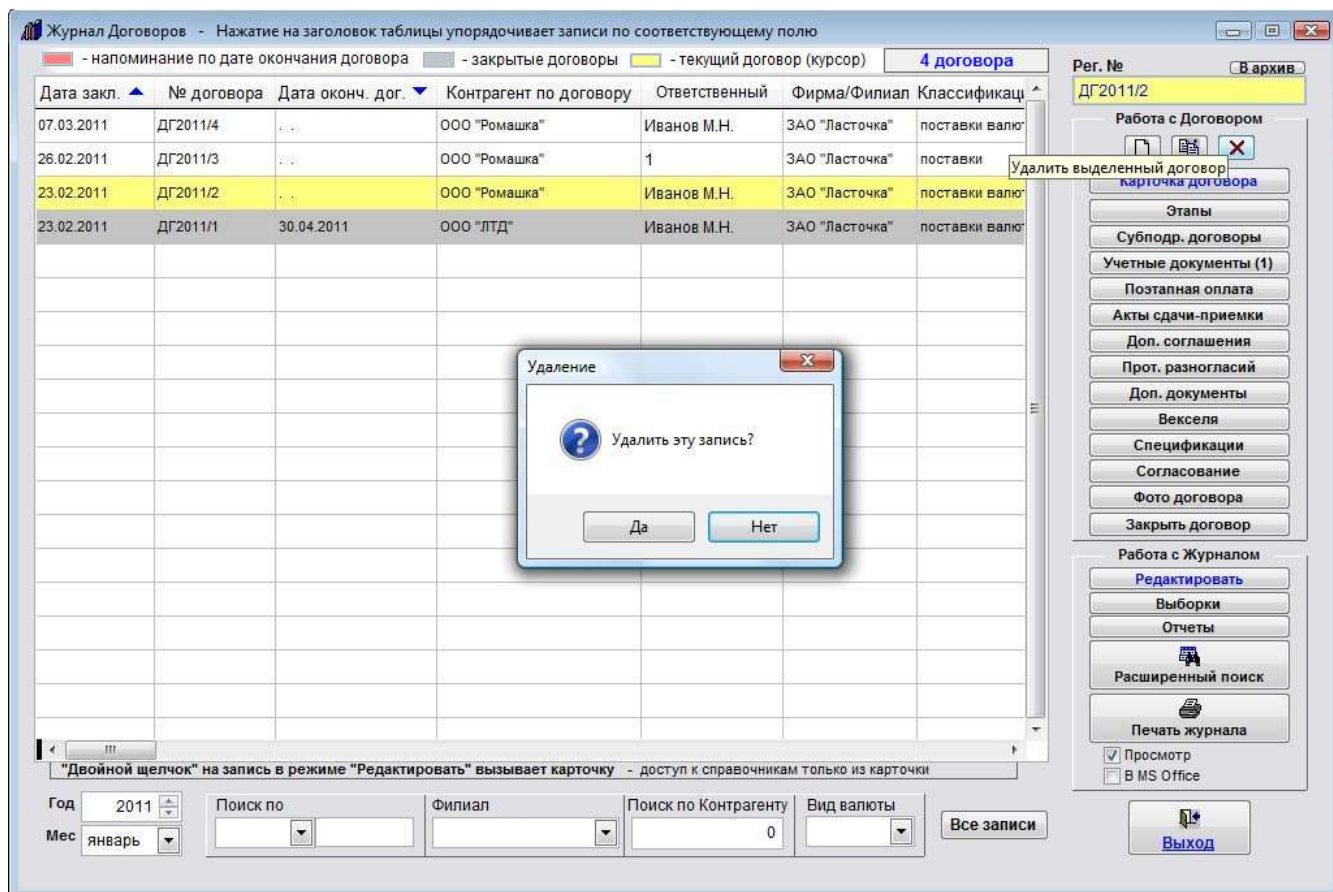 Журнал Договоров - Нажатие на заголовок таблицы упорядочивает записи по соответствующему полю
- напоминание по дате окончания договора - закрытые договоры - текущий договор (курсор) 4 договора
Рег. № В архив
ДГ2011/2
Дата закл. № договора Дата оконч. дог. Контрагент по договору Ответственный Фирма/Филиал Классификаци
07.03.2011 ДГ2011/4 . . ООО "Ромашка" Иванов М.Н. ЗАО "Ласточка" поставки валют
26.02.2011 ДГ2011/3 . . ООО "Ромашка" 1 ЗАО "Ласточка" поставки
23.02.2011 ДГ2011/2 . . ООО "Ромашка" Иванов М.Н. ЗАО "Ласточка" поставки валют
23.02.2011 ДГ2011/1 30.04.2011 ООО "ЛТД" Иванов М.Н. ЗАО "Ласточка" поставки валют
Работа с Договором
Удалить выделенный договор
Карточка договора
Этапы
Субподр. договоры
Учетные документы (1)
Поэтапная оплата
Акты сдачи-приемки
Доп. соглашения
Прот. разногласий
Доп. документы
Векселя
Спецификации
Согласование
Фото договора
Закрыть договор
Удаление
Удалить эту запись?
Да Нет
Работа с Журналом
Редактировать
Выборки
Отчеты
Расширенный поиск
Печать журнала
Просмотр
В MS Office
"Двойной щелчок" на запись в режиме "Редактировать" вызывает карточку - доступ к справочникам только из карточки
Год 2011 Поиск по Филиал Поиск по Контрагенту Вид валюты
Мес январь 0 Все записи
Выход